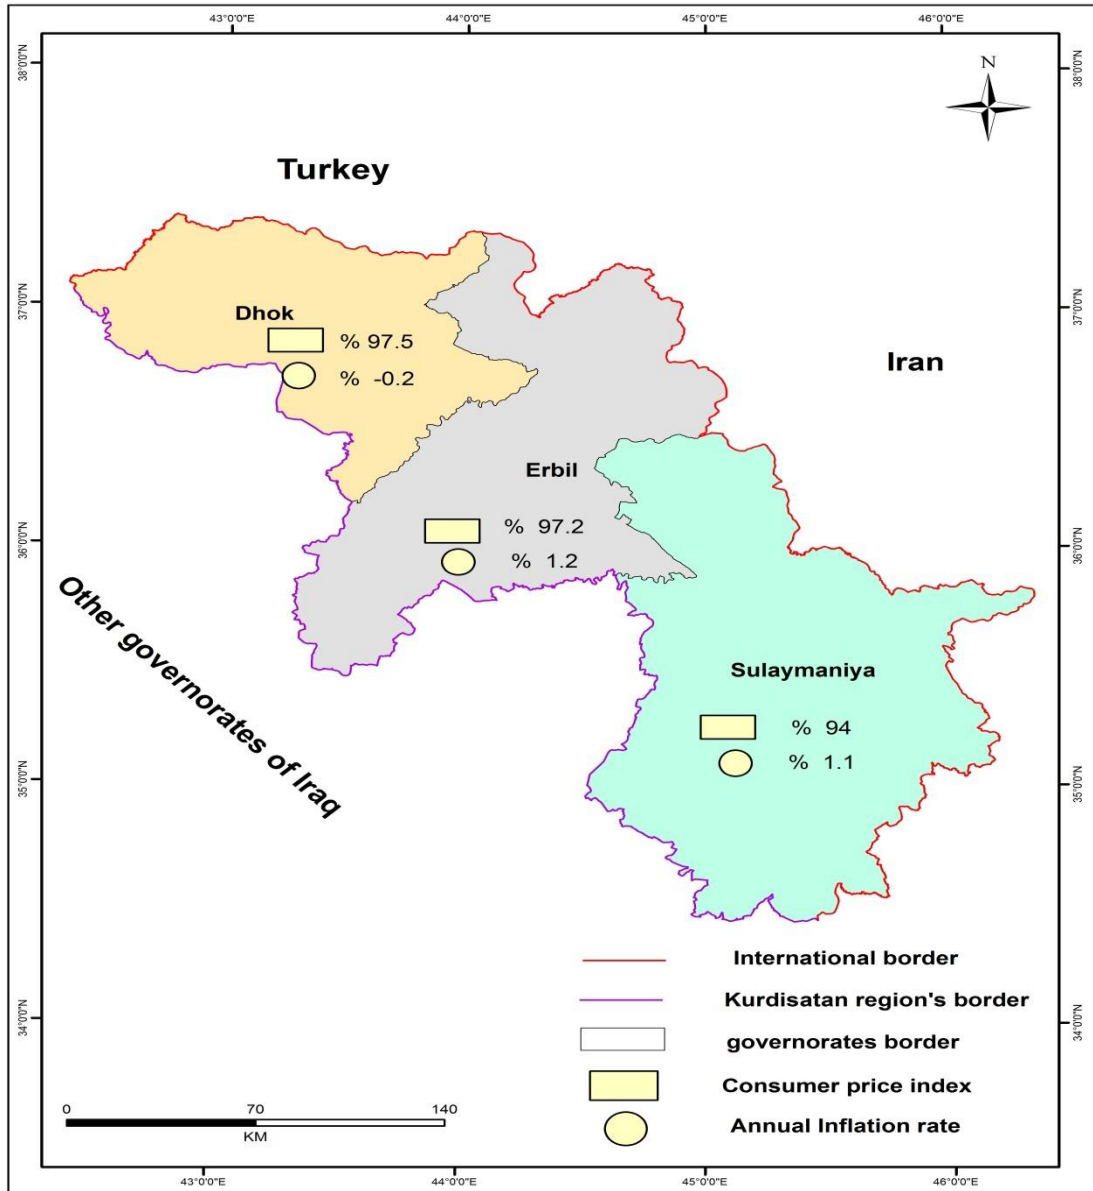 43°0'0"E 44°0'0"E 45°0'0"E 46°0'0"E
38°0'0"N
38°0'0"N
N
Turkey
37°0'0"N
37°0'0"N
Dhok
% 97.5
% -0.2
Iran
Erbil
% 97.2
% 1.2
36°0'0"N
36°0'0"N
Other governorates of Iraq
Sulaymaniya
% 94
% 1.1
35°0'0"N
35°0'0"N
International border
Kurdisatan region's border
governorates border
Consumer price index
Annual Inflation rate
34°0'0"N
34°0'0"N
0 70 140
KM
43°0'0"E 44°0'0"E 45°0'0"E 46°0'0"E